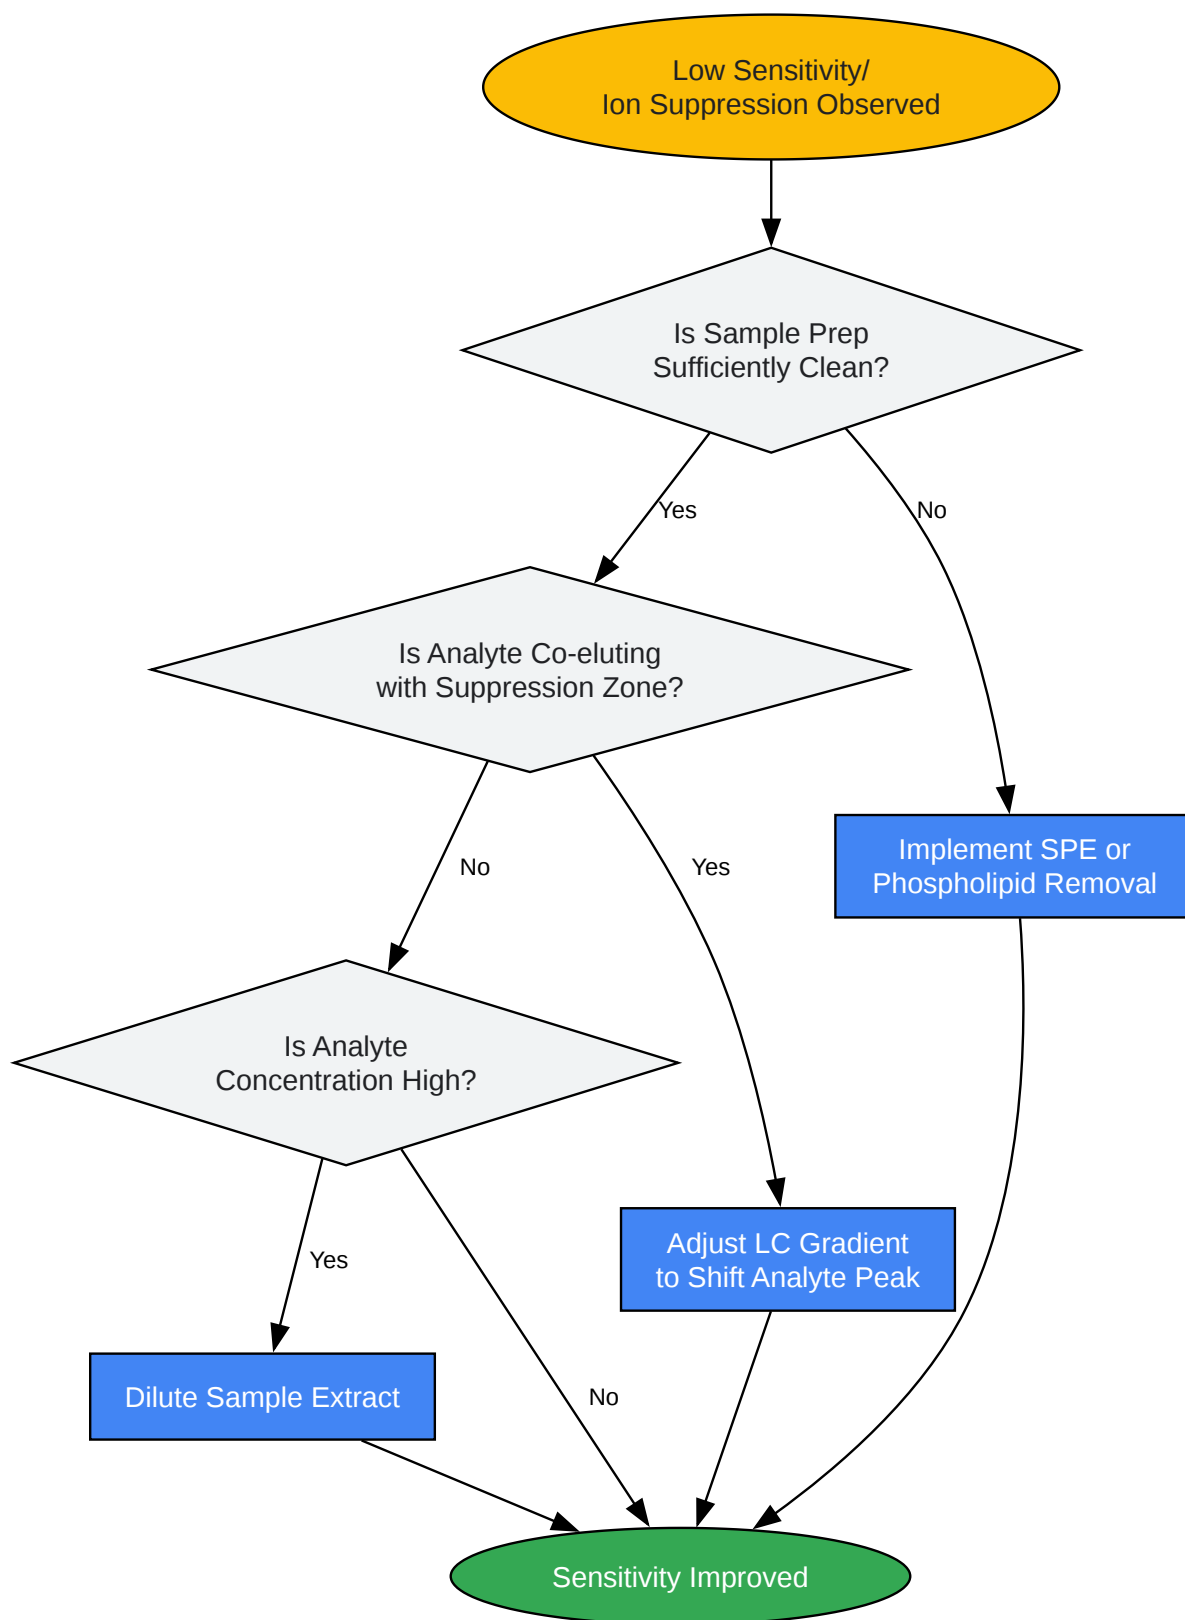 Low Sensitivity/
Ion Suppression Observed
Is Sample Prep
Sufficiently Clean?
Yes
No
Is Analyte Co-eluting
with Suppression Zone?
No
Yes
Implement SPE or
Phospholipid Removal
Is Analyte
Concentration High?
Yes
Adjust LC Gradient
to Shift Analyte Peak
Dilute Sample Extract
No
Sensitivity Improved